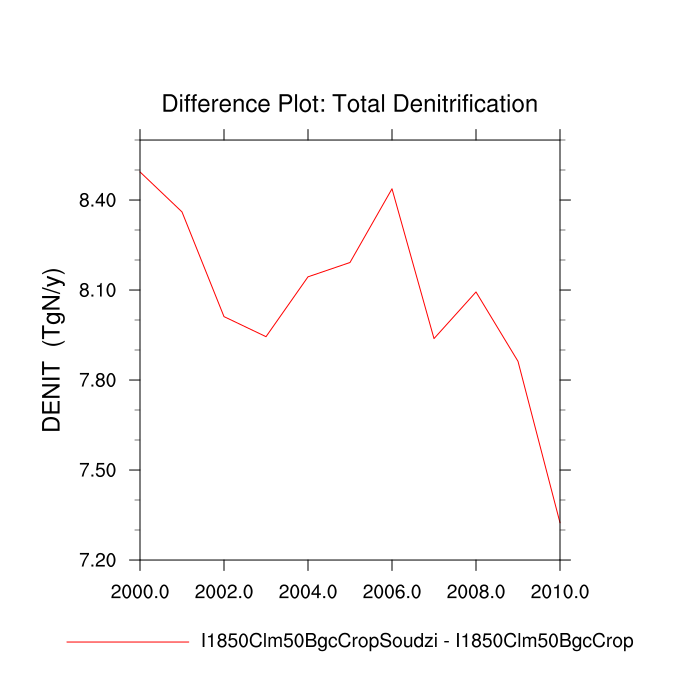 Difference Plot: Total Denitrification
8.40
8.10
7.80
7.50
7.20
DENIT (TgN/y)
2000.0 2002.0 2004.0 2006.0 2008.0 2010.0
I1850Clm50BgcCropSoudzi - I1850Clm50BgcCrop